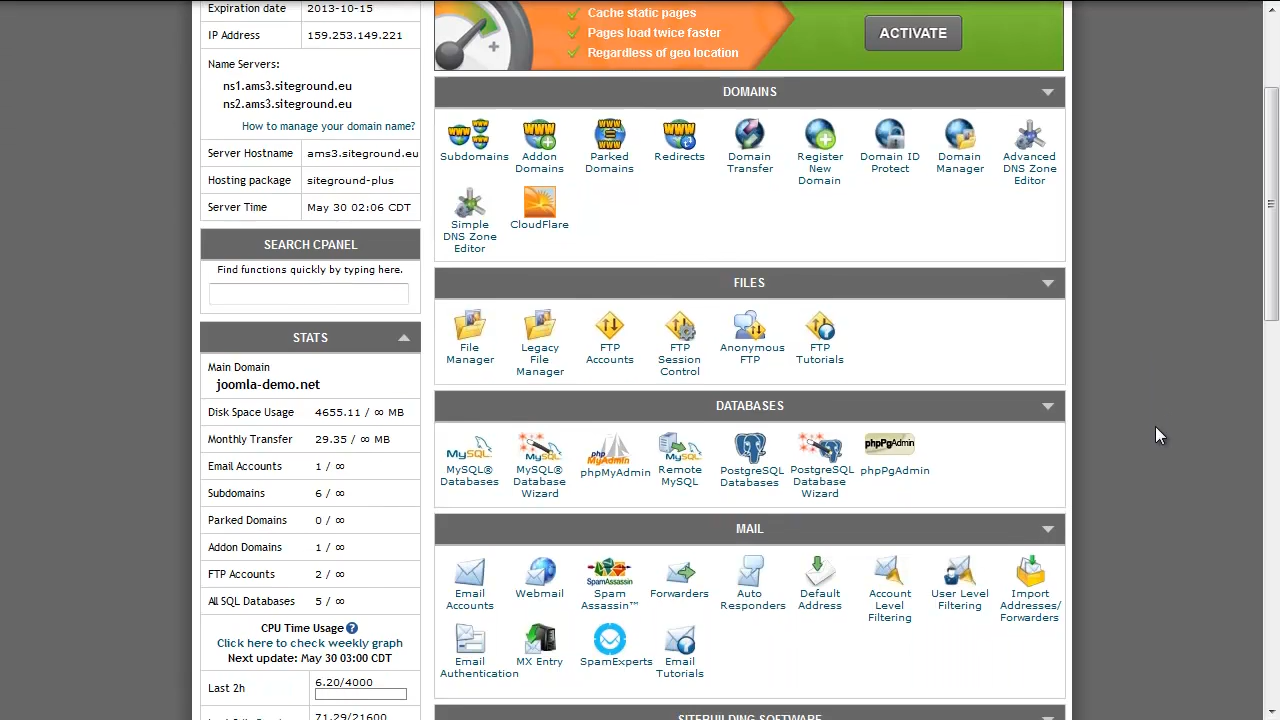 Expiration date 2013-10-15
IP Address 159.253.149.221
Name Servers:
ns1.ams3.siteground.eu
ns2.ams3.siteground.eu
How to manage your domain name?
Server Hostname ams3.siteground.eu
Hosting package siteground-plus
Server Time May 30 02:06 CDT
SEARCH CPANEL
Find functions quickly by typing here.
STATS
Main Domain
joomla-demo.net
Disk Space Usage 4655.11 / ∞ MB
Monthly Transfer 29.35 / ∞ MB
Email Accounts 1 / ∞
Subdomains 6 / ∞
Parked Domains 0 / ∞
Addon Domains 1 / ∞
FTP Accounts 2 / ∞
All SQL Databases 5 / ∞
CPU Time Usage ?
Click here to check weekly graph
Next update: May 30 03:00 CDT
Last 2h 6.20/4000
71.29/21600
Cache static pages
Pages load twice faster
Regardless of geo location
ACTIVATE
DOMAINS
Subdomains
Addon Domains
Parked Domains
Redirects
Domain Transfer
Register New Domain
Domain ID Protect
Domain Manager
Advanced DNS Zone Editor
Simple DNS Zone Editor
CloudFlare
FILES
File Manager
Legacy File Manager
FTP Accounts
FTP Session Control
Anonymous FTP
FTP Tutorials
DATABASES
MySQL® Databases
MySQL® Database Wizard
phpMyAdmin
Remote MySQL
PostgreSQL Databases
PostgreSQL Database Wizard
phpPgAdmin
MAIL
Email Accounts
Webmail
Spam Assassin™
Forwarders
Auto Responders
Default Address
Account Level Filtering
User Level Filtering
Import Addresses/ Forwarders
Email Authentication
MX Entry
SpamExperts
Email Tutorials
SITEBUILDING SOFTWARE